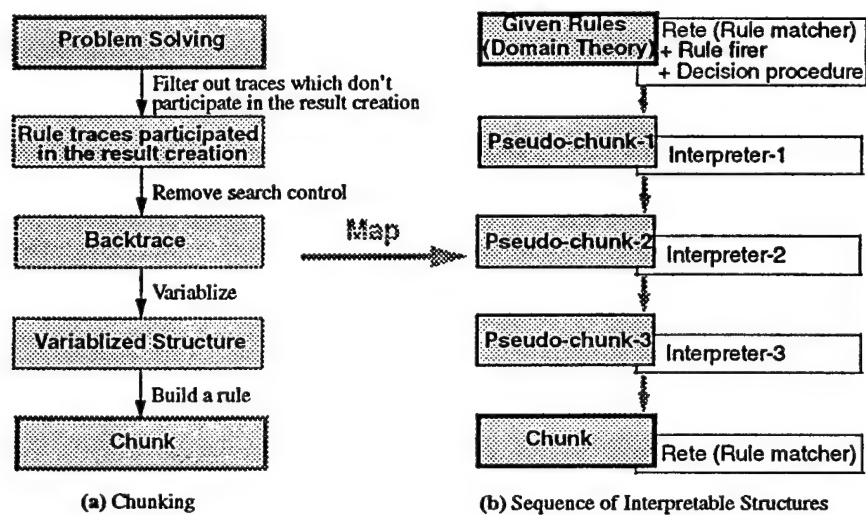 Problem Solving
Filter out traces which don't
participate in the result creation
Rule traces participated
in the result creation
Remove search control
Backtrace
Variablize
Variablized Structure
Build a rule
Chunk
(a) Chunking
Map
Given Rules
(Domain Theory)
Rete (Rule matcher)
+ Rule firer
+ Decision procedure
Pseudo-chunk-1
Interpreter-1
Pseudo-chunk-2
Interpreter-2
Pseudo-chunk-3
Interpreter-3
Chunk
Rete (Rule matcher)
(b) Sequence of Interpretable Structures